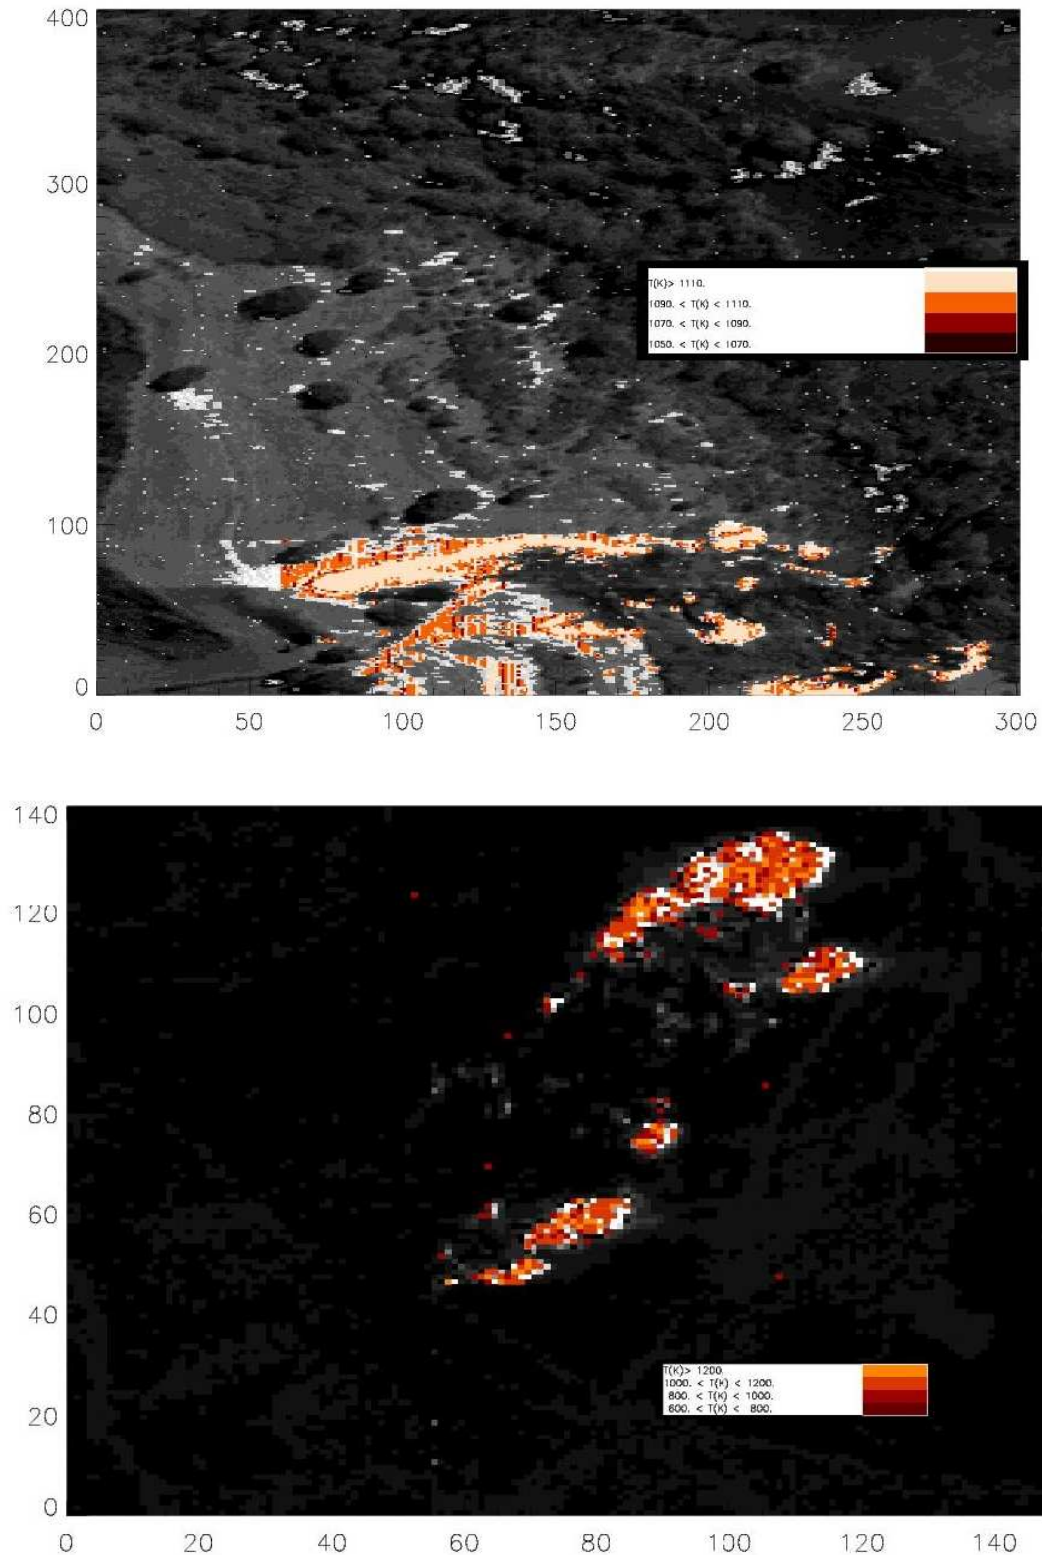 400
300
200
100
0
T(K)> 1110.
1090. < T(K) < 1110.
1070. < T(K) < 1090.
1050. < T(K) < 1070.
0 50 100 150 200 250 300
140
120
100
80
60
40
20
0
T(K)> 1200.
1000. < T(K) < 1200.
800. < T(K) < 1000.
600. < T(K) < 800.
0 20 40 60 80 100 120 140